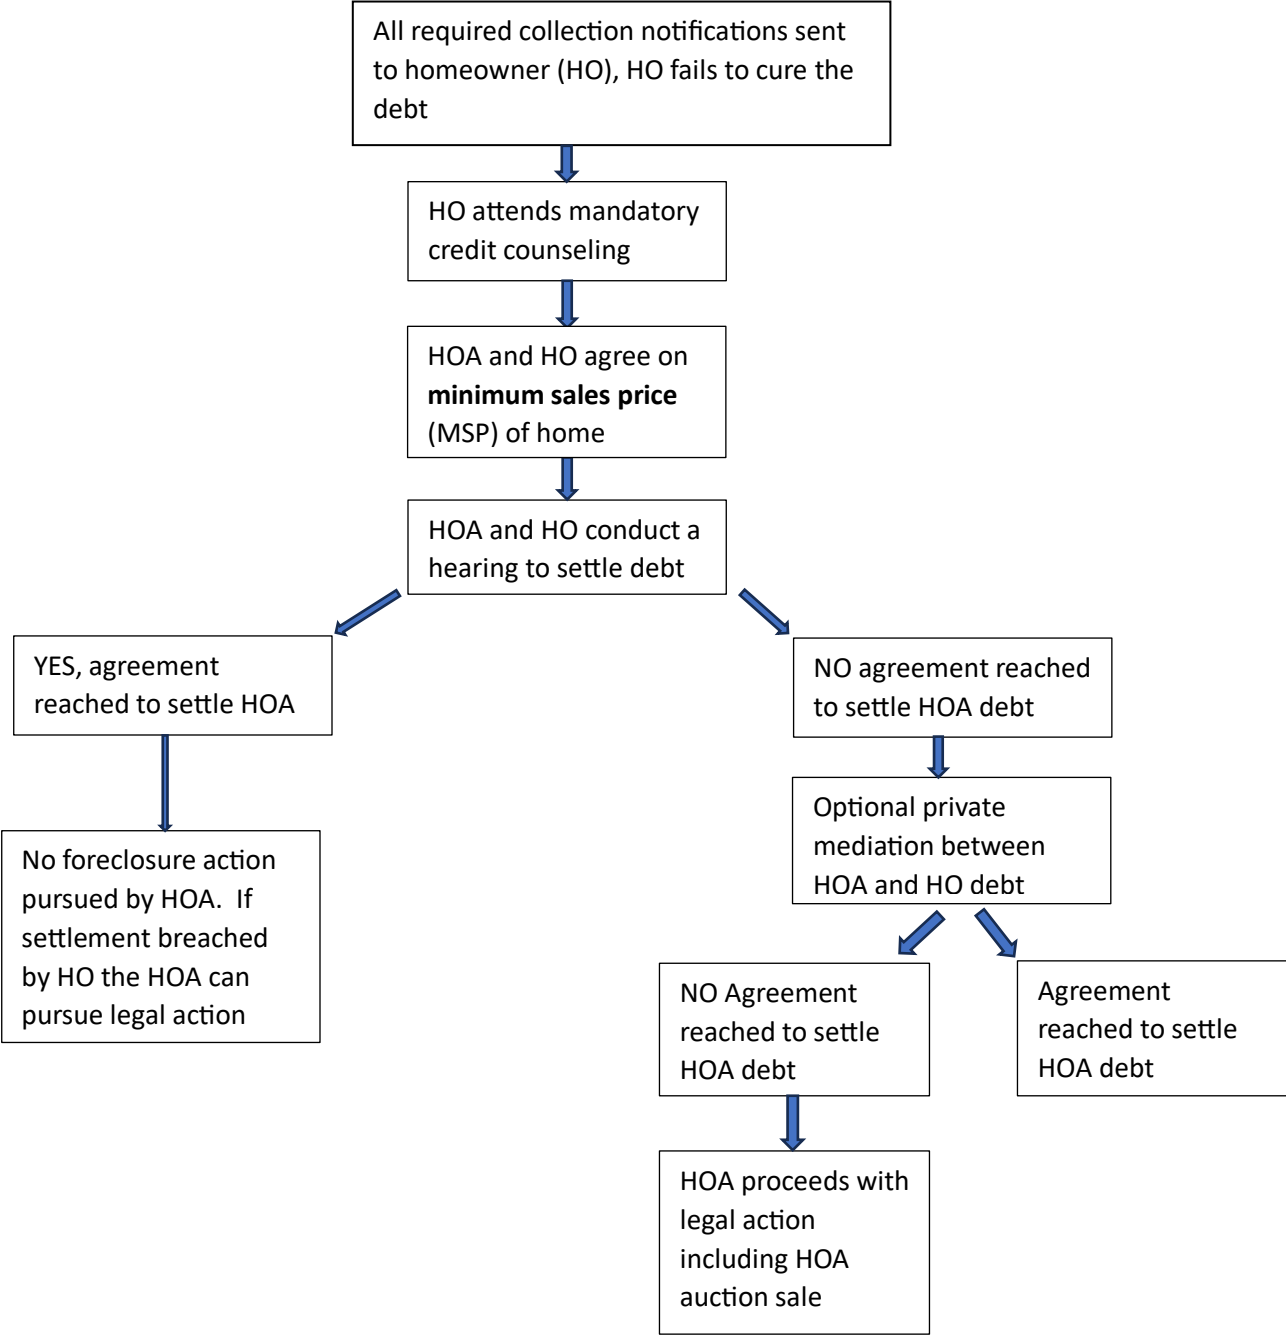 All required collection notifications sent
to homeowner (HO), HO fails to cure the
debt
HO attends mandatory
credit counseling
HOA and HO agree on
minimum sales price
(MSP) of home
HOA and HO conduct a
hearing to settle debt
YES, agreement
reached to settle HOA
NO agreement reached
to settle HOA debt
No foreclosure action
pursued by HOA.  If
settlement breached
by HO the HOA can
pursue legal action
Optional private
mediation between
HOA and HO debt
NO Agreement
reached to settle
HOA debt
Agreement
reached to settle
HOA debt
HOA proceeds with
legal action
including HOA
auction sale